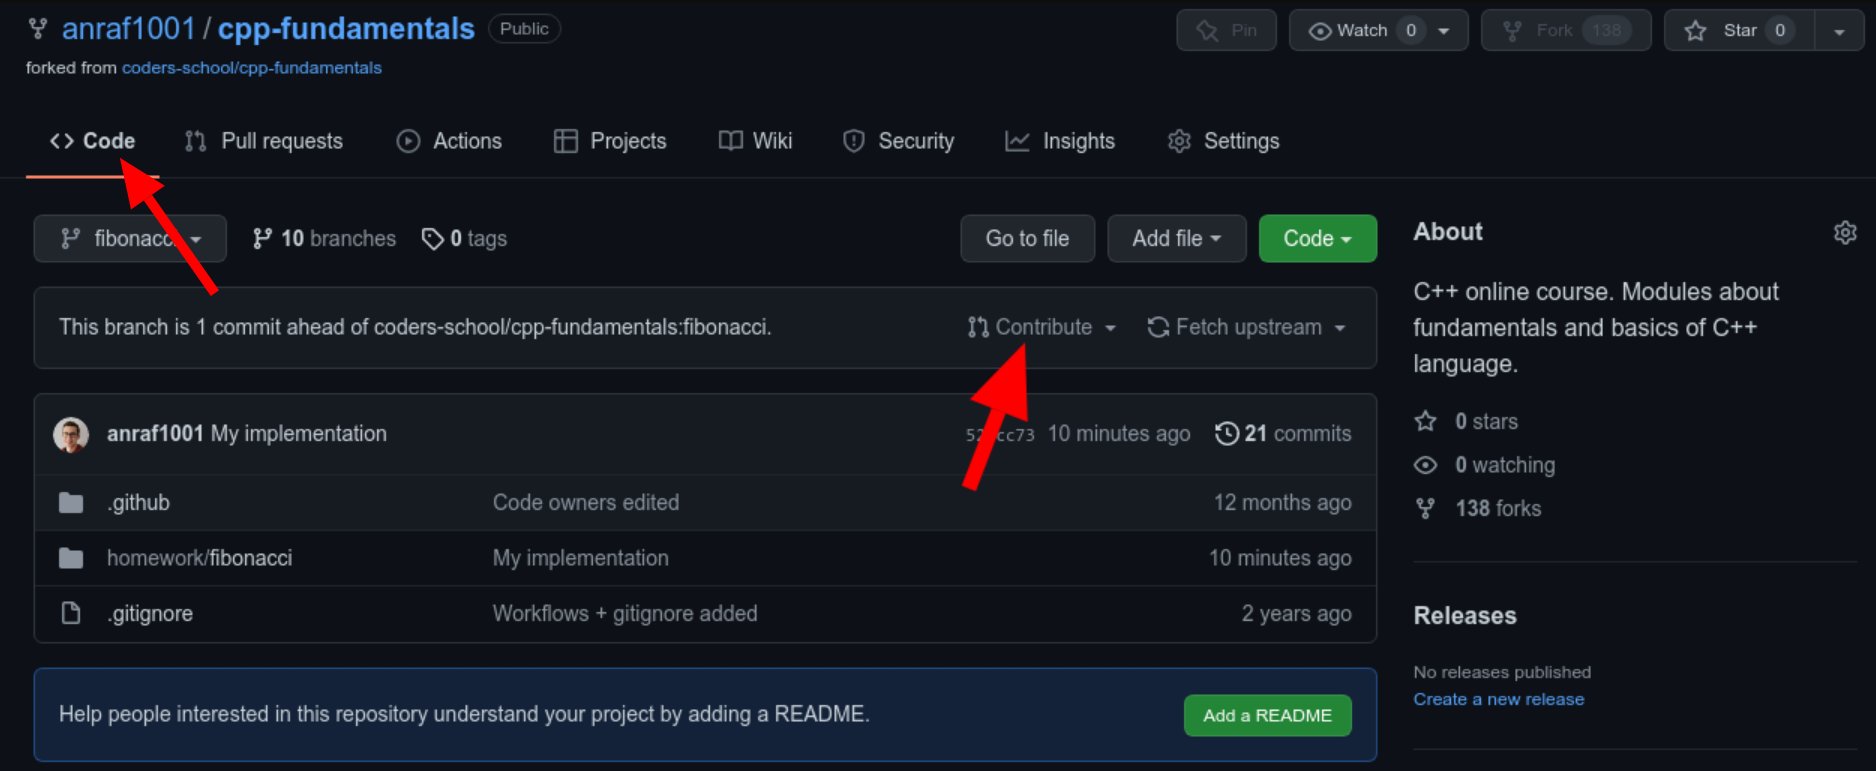 anraf1001 / cpp-fundamentals Public
Pin Watch 0 Fork 138 Star 0
forked from coders-school/cpp-fundamentals
Code Pull requests Actions Projects Wiki Security Insights Settings
10 branches 0 tags Go to file Add file Code
This branch is 1 commit ahead of coders-school/cpp-fundamentals:fibonacci. Contribute Fetch upstream
anraf1001 My implementation 10 minutes ago 21 commits
.github Code owners edited 12 months ago
homework/fibonacci My implementation 10 minutes ago
.gitignore Workflows + gitignore added 2 years ago
Help people interested in this repository understand your project by adding a README. Add a README
About
C++ online course. Modules about
fundamentals and basics of C++
language.
0 stars
0 watching
138 forks
Releases
No releases published
Create a new release